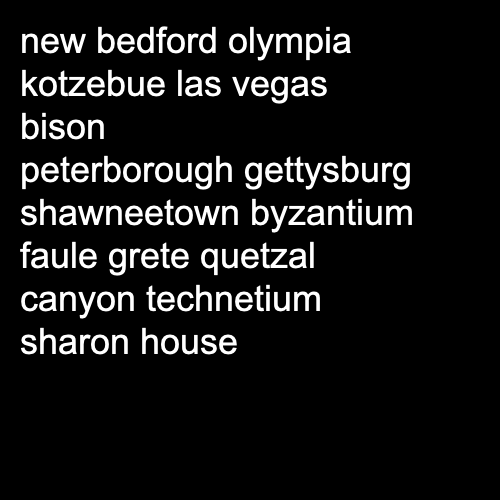 new bedford olympia
kotzebue las vegas
bison
peterborough gettysburg
shawneetown byzantium
faule grete quetzal
canyon technetium
sharon house